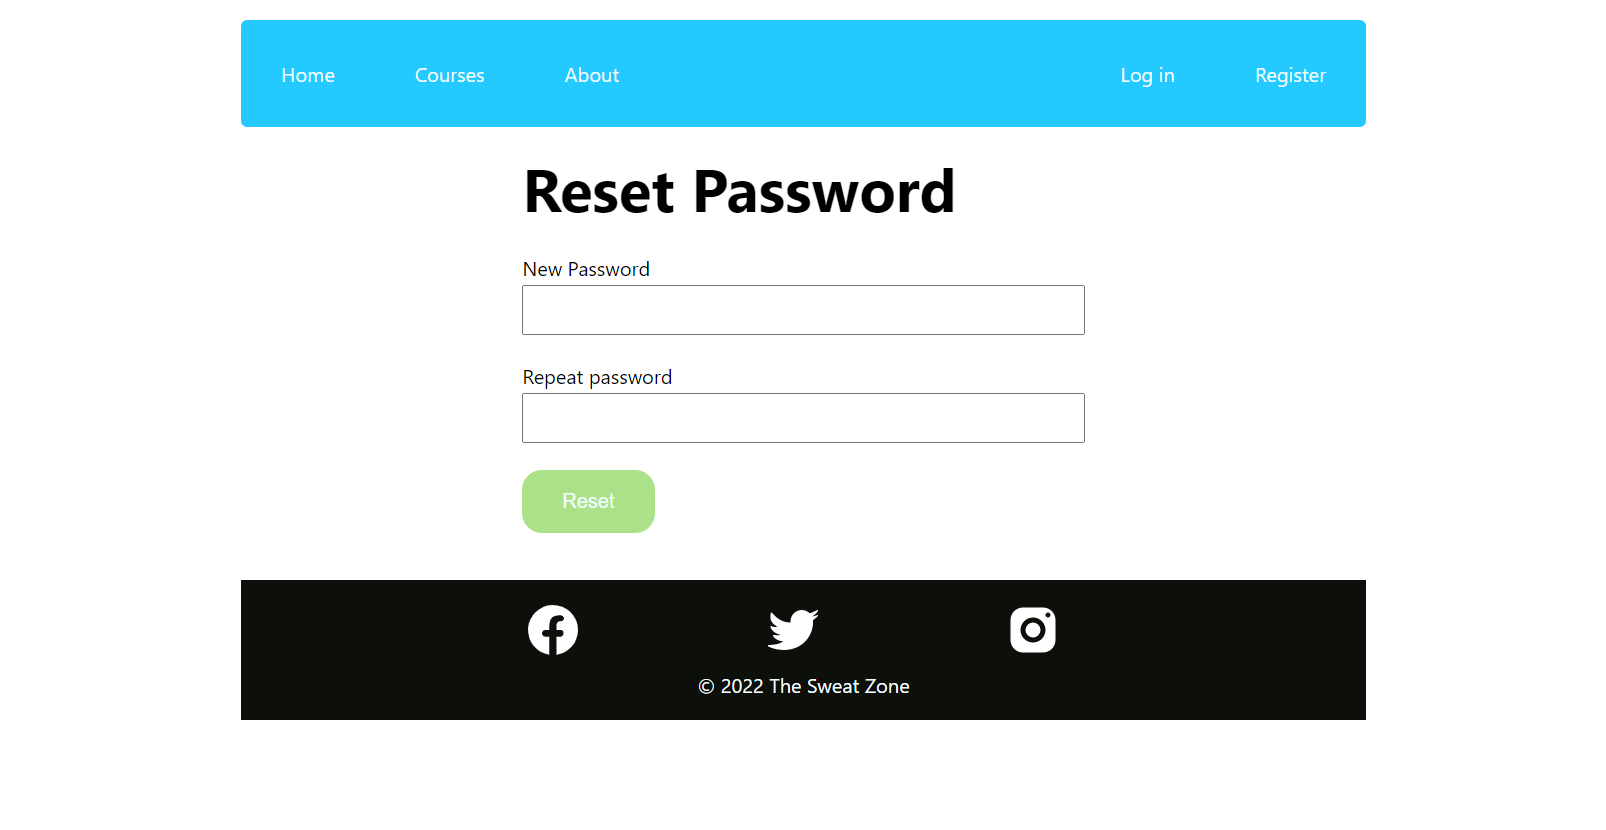 Home Courses About Log in Register
Reset Password
New Password
Repeat password
Reset
© 2022 The Sweat Zone